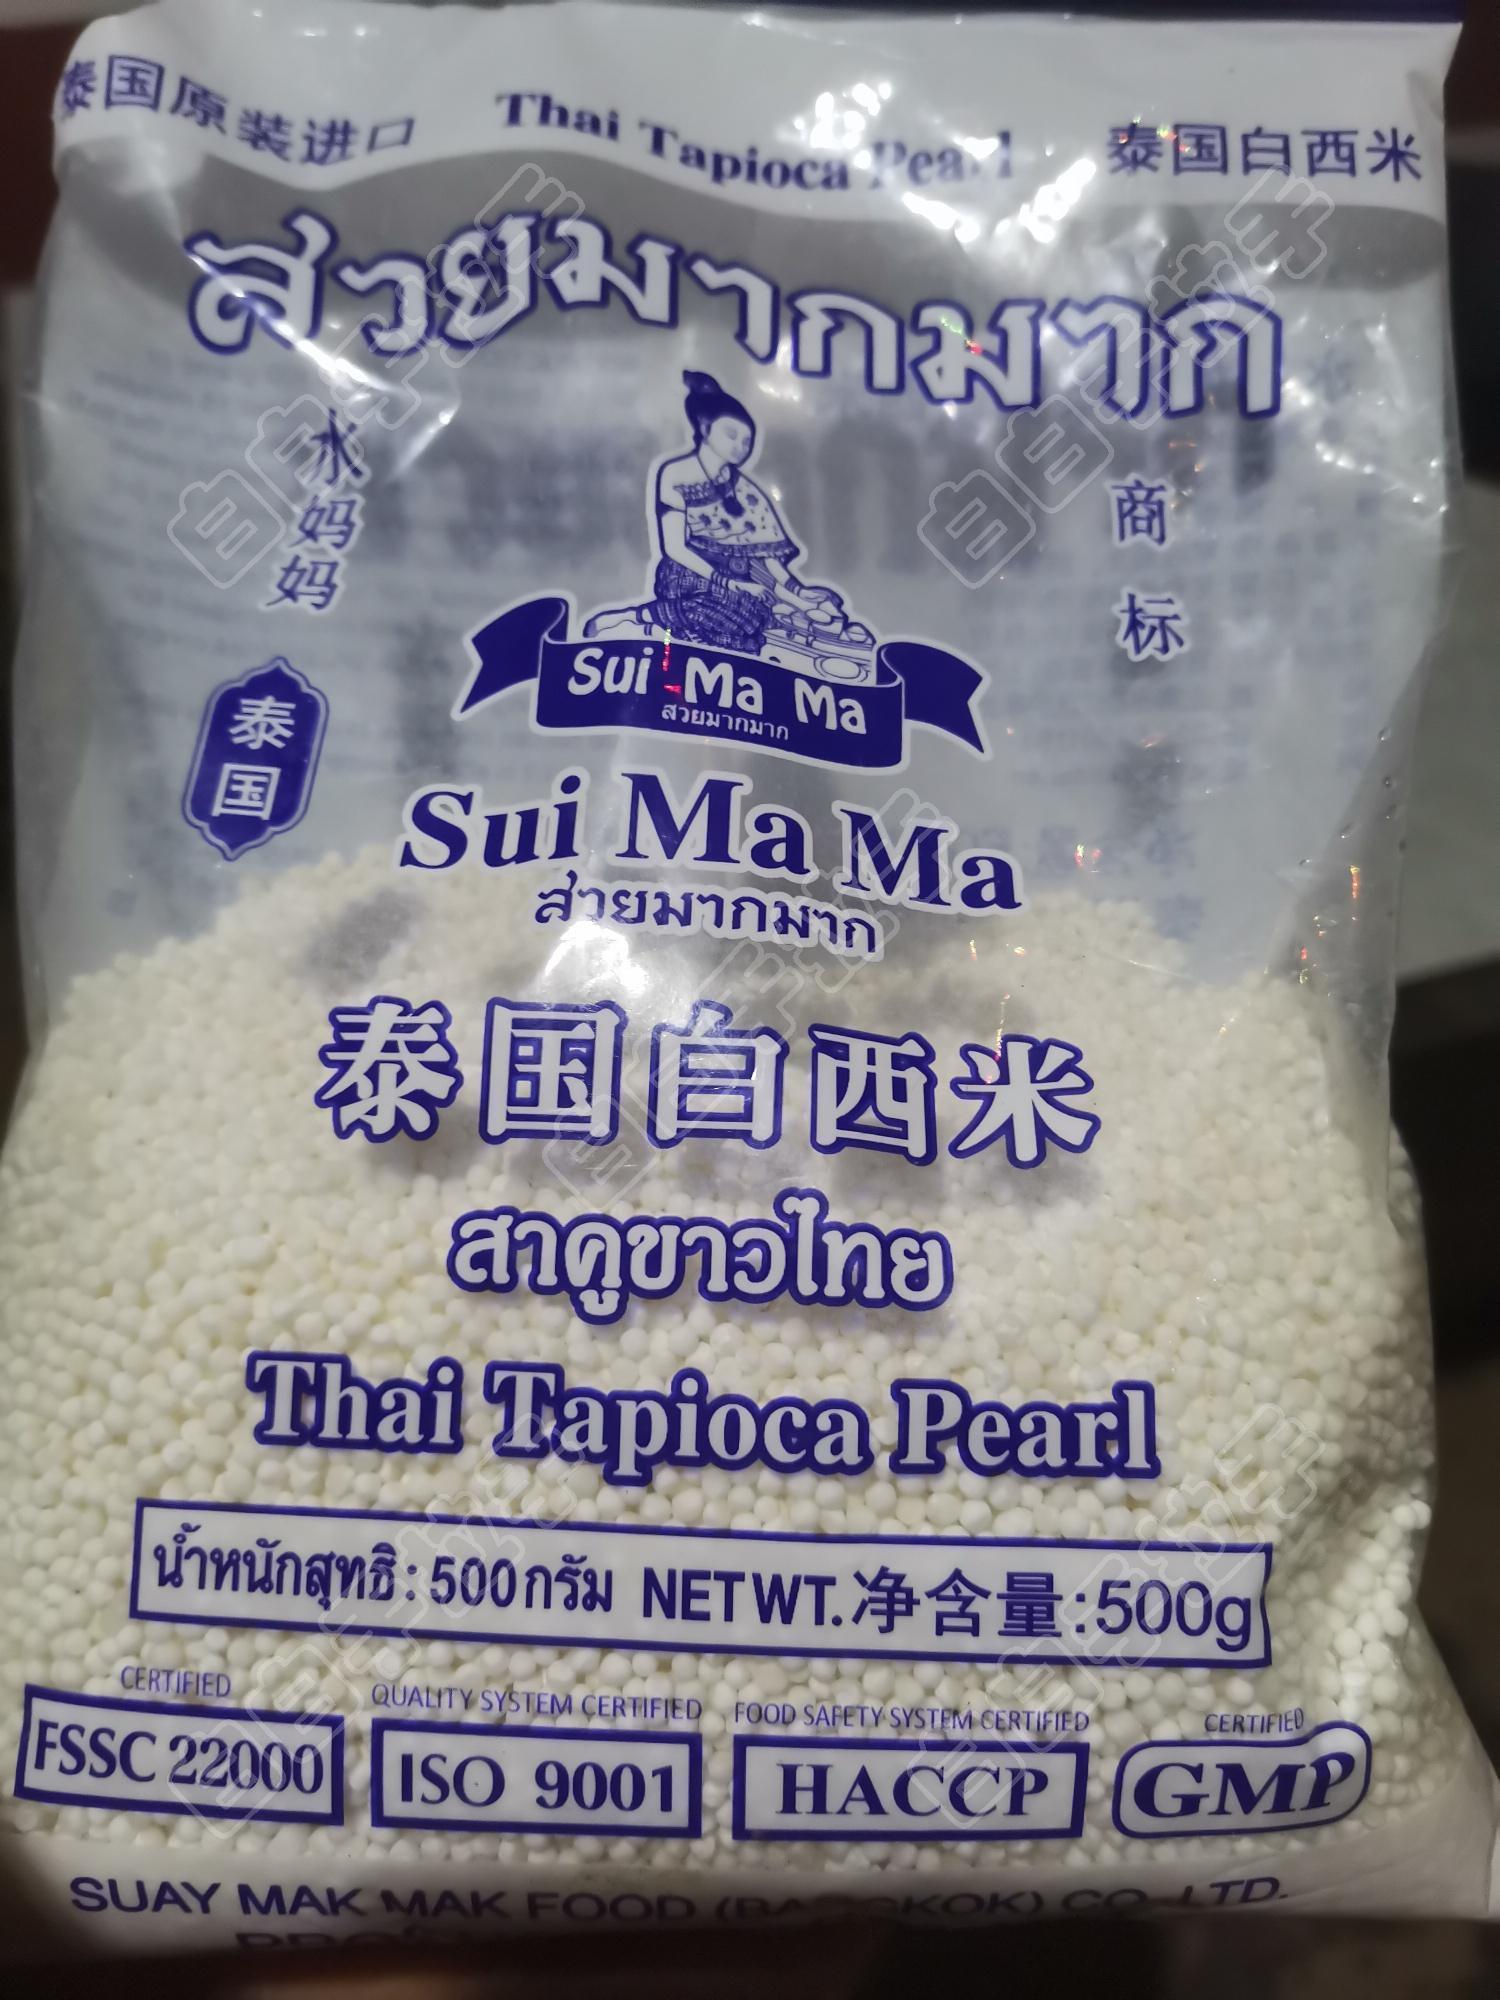 泰国原装进口 Thai Tapioca Pearl 泰国白西米
สวยมากมาก
水妈妈
商标
泰国
Sui Ma Ma
สวยมากมาก
Sui Ma Ma
สวยมากมาก
泰国白西米
สาคูขาวไทย
Thai Tapioca Pearl
น้ำหนักสุทธิ: 500 กรัม NET WT. 净含量:500g
CERTIFIED QUALITY SYSTEM CERTIFIED FOOD SAFETY SYSTEM CERTIFIED CERTIFIED
FSSC 22000 ISO 9001 HACCP GMP
SUAY MAK MAK FOOD (BANGKOK) CO., LTD.